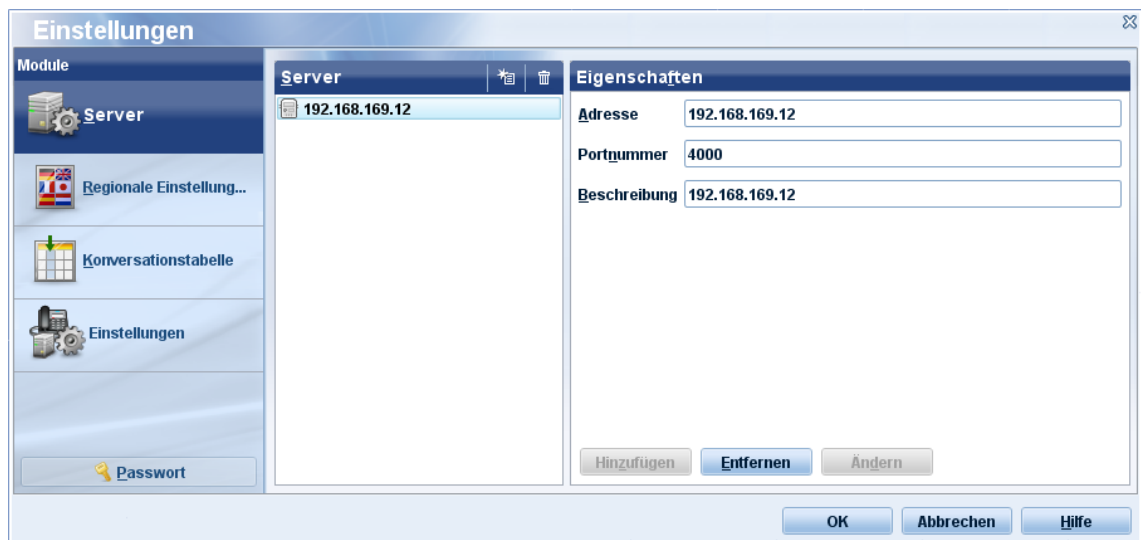 Einstellungen
Module
Server
Regionale Einstellung...
Konversationstabelle
Einstellungen
Passwort
Server
192.168.169.12
Eigenschaften
Adresse 192.168.169.12
Portnummer 4000
Beschreibung 192.168.169.12
Hinzufügen Entfernen Ändern
OK Abbrechen Hilfe